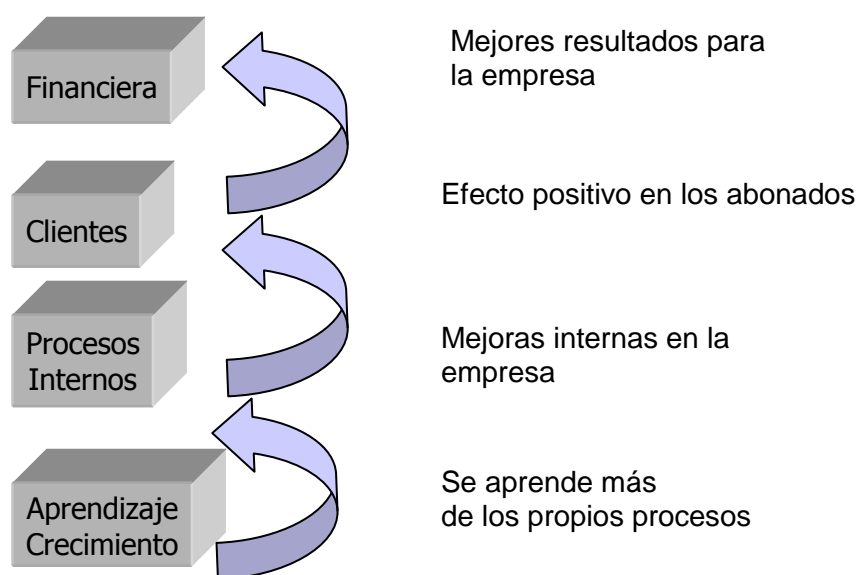 Financiera
Mejores resultados para
la empresa
Clientes
Efecto positivo en los abonados
Procesos
Internos
Mejoras internas en la
empresa
Aprendizaje
Crecimiento
Se aprende más
de los propios procesos